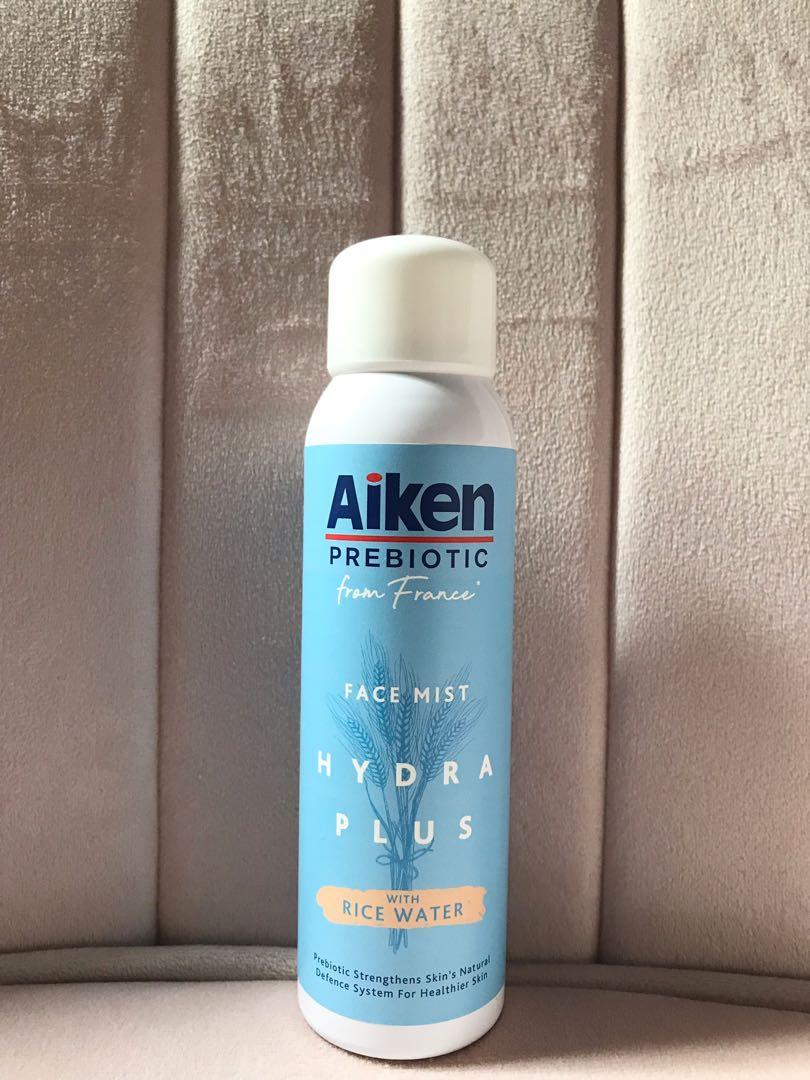 Aiken
PREBIOTIC
from France*
FACE MIST
HYDRA
PLUS
WITH
RICE WATER
Prebiotic Strengthens Skin's Natural
Defence System For Healthier Skin